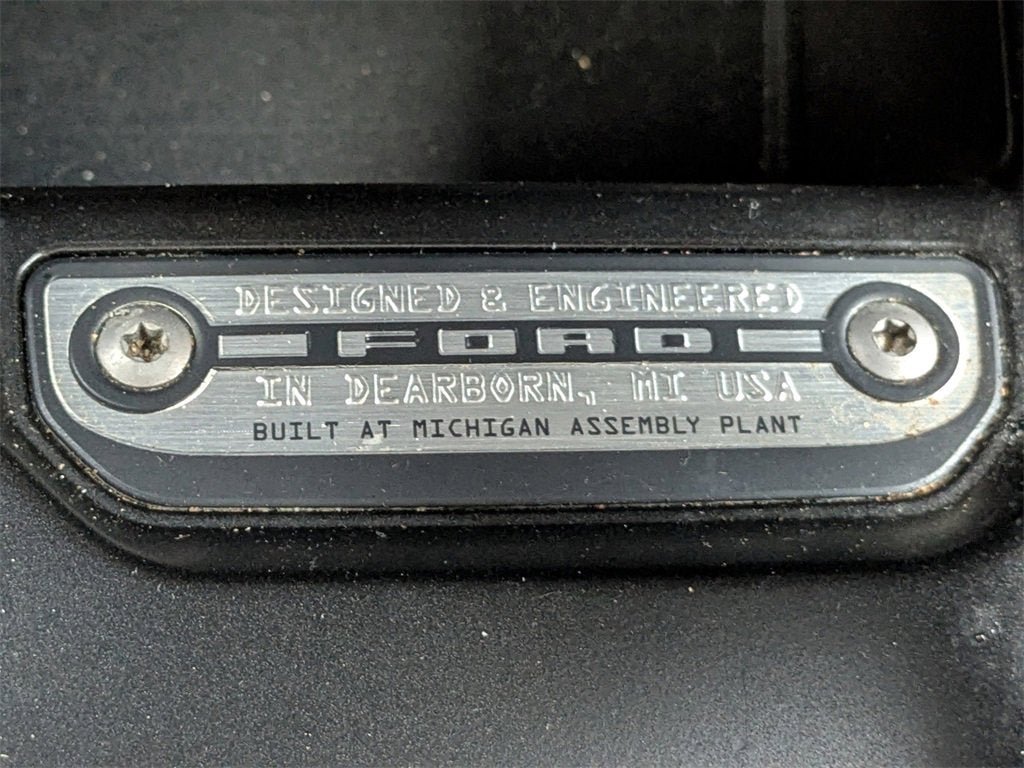 DESIGNED & ENGINEERED
FORD
IN DEARBORN, MI USA
BUILT AT MICHIGAN ASSEMBLY PLANT